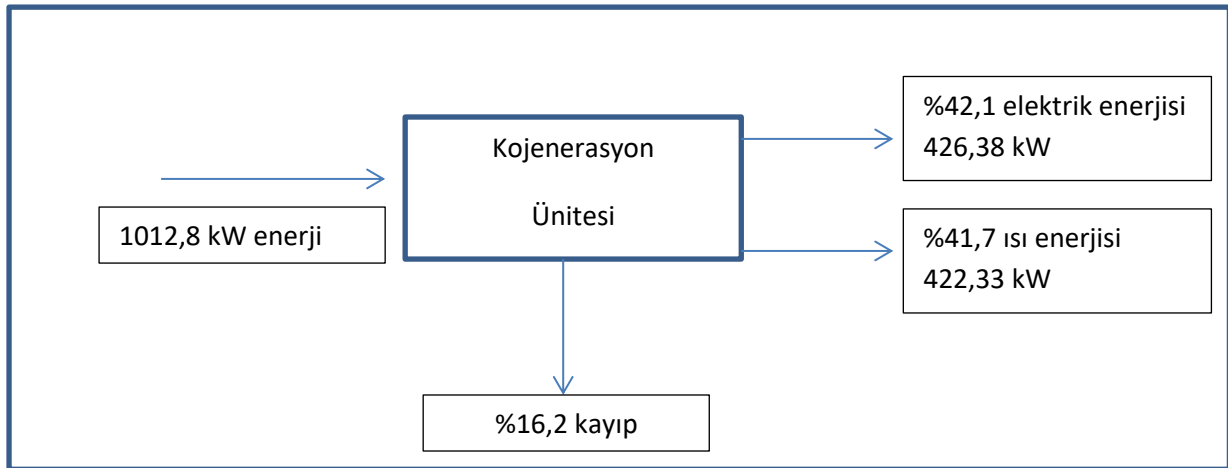 %42,1 elektrik enerjisi
426,38 kW
Kojenerasyon
Ünitesi
1012,8 kW enerji
%41,7 ısı enerjisi
422,33 kW
%16,2 kayıp